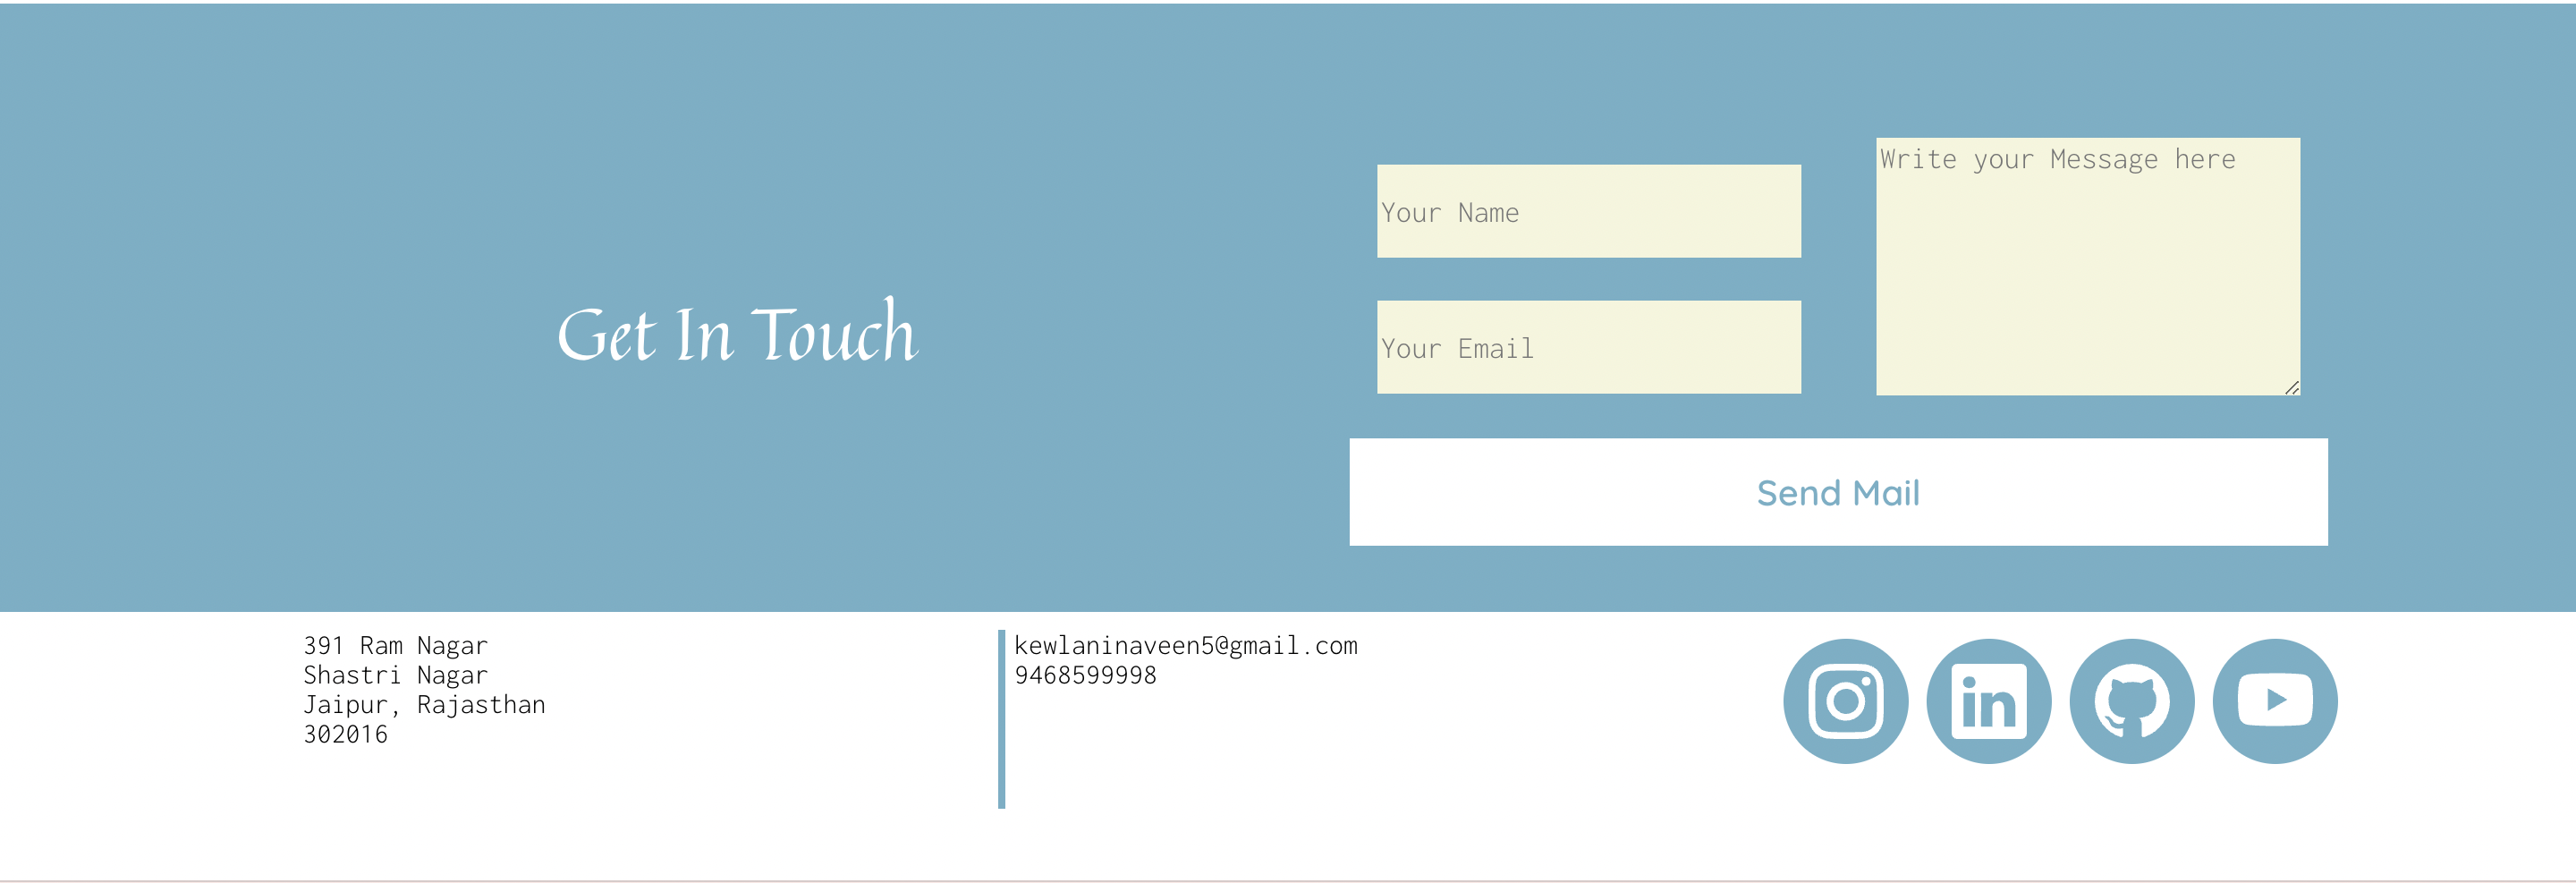 Get In Touch
Your Name
Your Email
Write your Message here
Send Mail
391 Ram Nagar
Shastri Nagar
Jaipur, Rajasthan
302016
kewlaninaveen5@gmail.com
9468599998
in